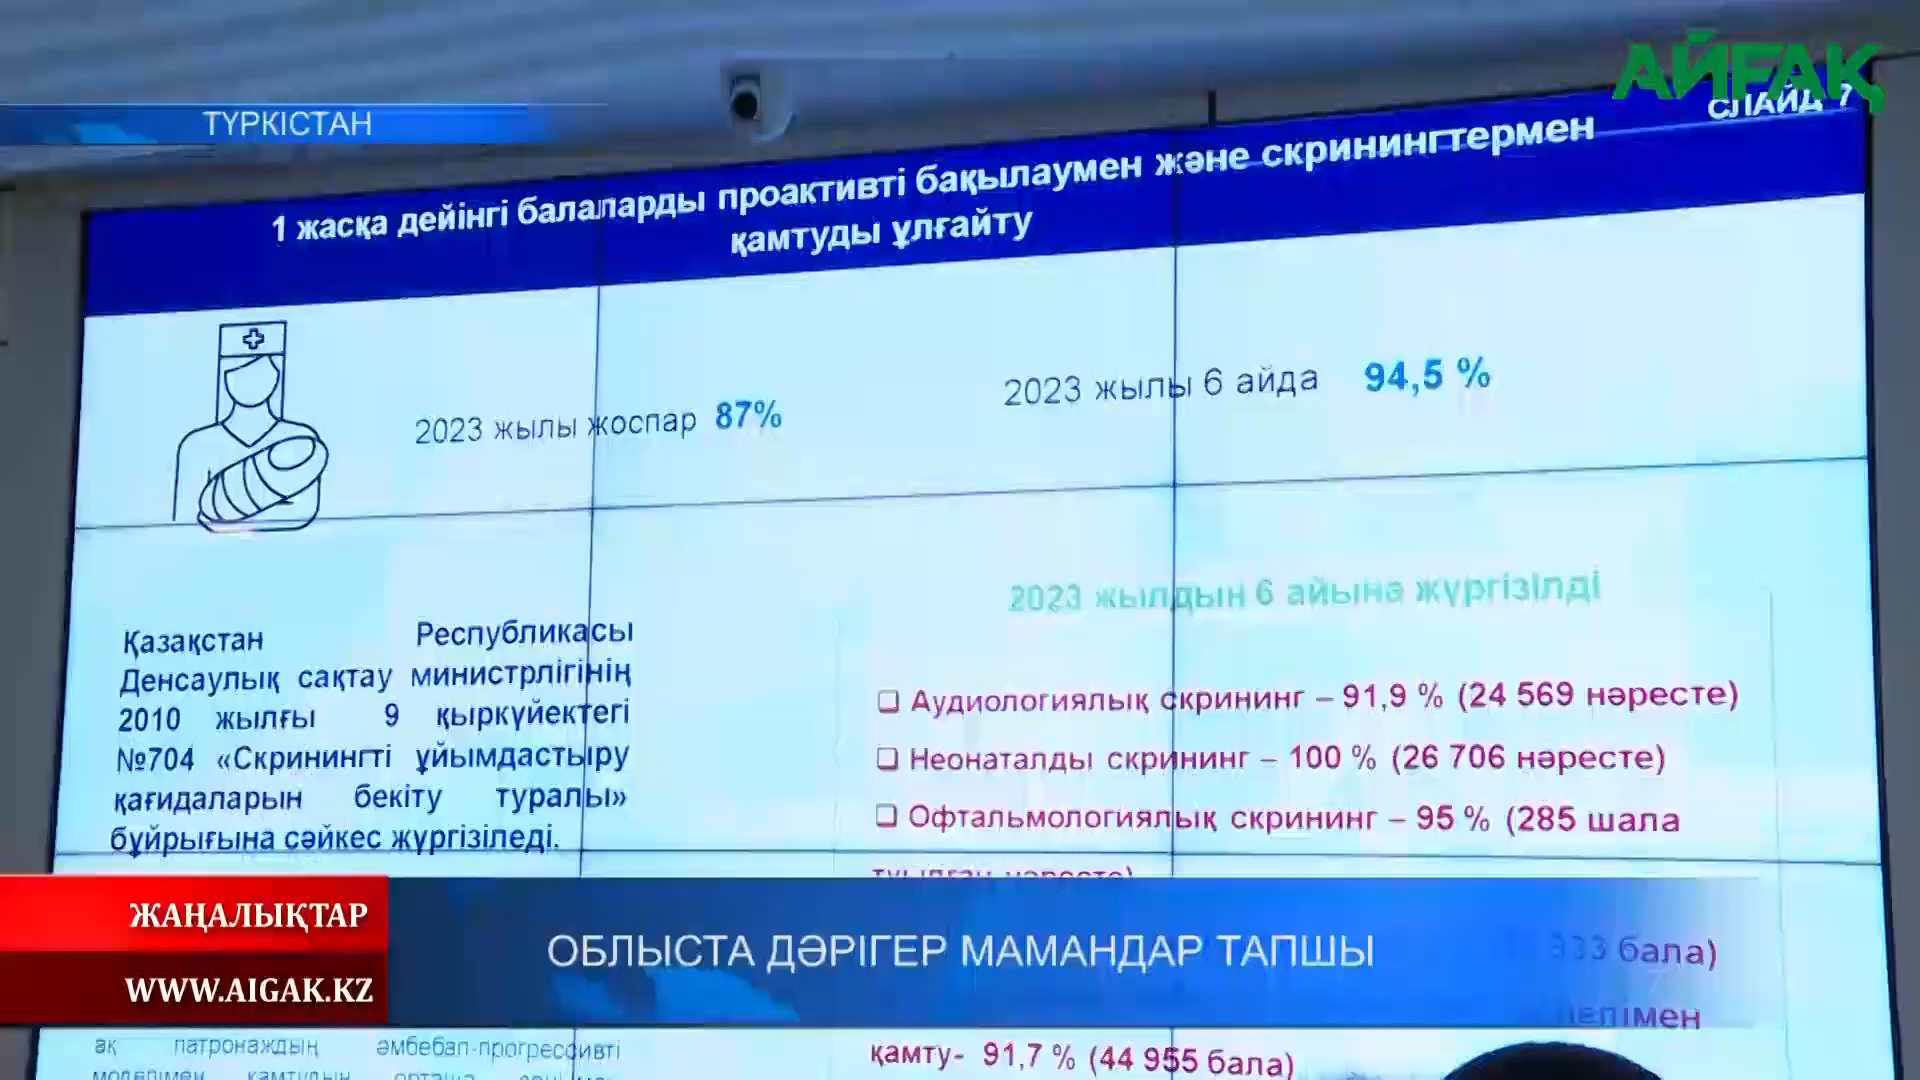 АЙҒАҚ
СЛАЙД 7
ТҮРКІСТАН
1 жасқа дейінгі балаларды проактивті бақылаумен және скринингтермен
қамтуды ұлғайту
2023 жылы жоспар 87%
2023 жылы 6 айда 94,5 %
Қазақстан Республикасы
Денсаулық сақтау министрлігінің
2010 жылғы 9 қыркүйектегі
№704 «Скринингті ұйымдастыру
қағидаларын бекіту туралы»
бұйрығына сәйкес жүргізіледі.
2023 жылдын 6 айына жүргізілді
❑ Аудиологиялық скрининг – 91,9 % (24 569 нәресте)
❑ Неонаталды скрининг – 100 % (26 706 нәресте)
❑ Офтальмологиялық скрининг – 95 % (285 шала
туылған нәресте)
бала)
қамту- 91,7 % (44 955 бала)
ақ патронаждың әмбебап-прогрессивті
ЖАҢАЛЫҚТАР
WWW.AIGAK.KZ
ОБЛЫСТА ДӘРІГЕР МАМАНДАР ТАПШЫ